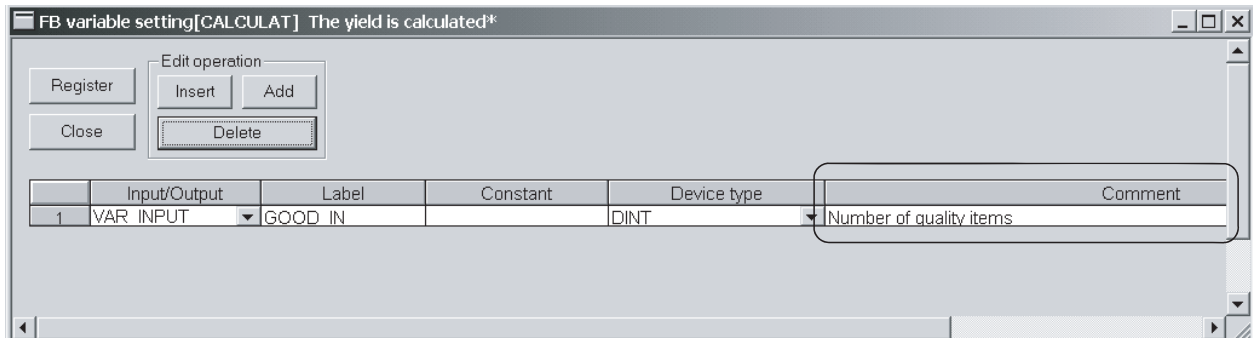 FB variable setting[CALCULAT] The yield is calculated*
Edit operation
Register
Insert
Add
Close
Delete
Input/Output Label Constant Device type Comment
1 VAR_INPUT GOOD_IN DINT Number of quality items